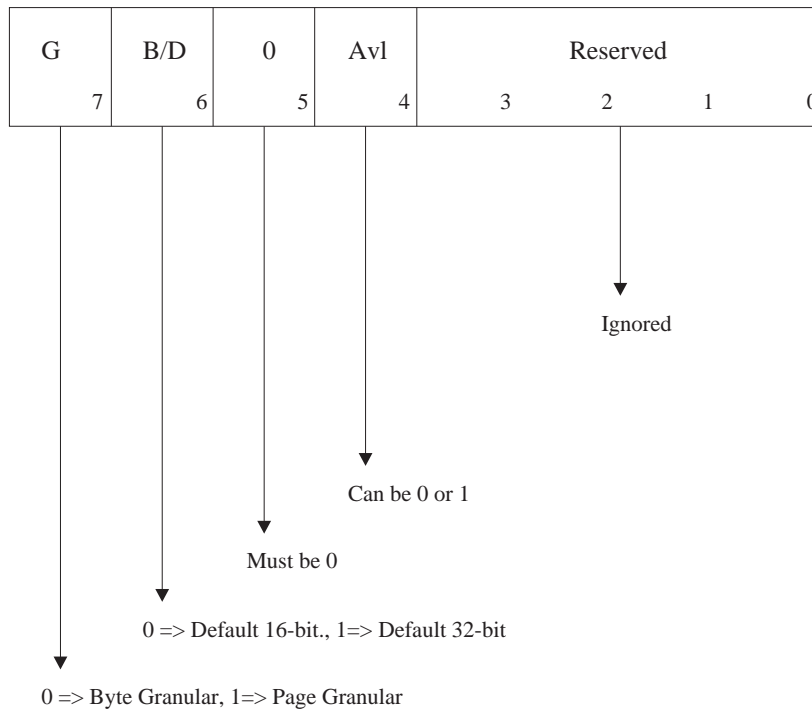 G B/D 0 Avl Reserved
7 6 5 4 3 2 1 0
Ignored
Can be 0 or 1
Must be 0
0 => Default 16-bit., 1=> Default 32-bit
0 => Byte Granular, 1=> Page Granular